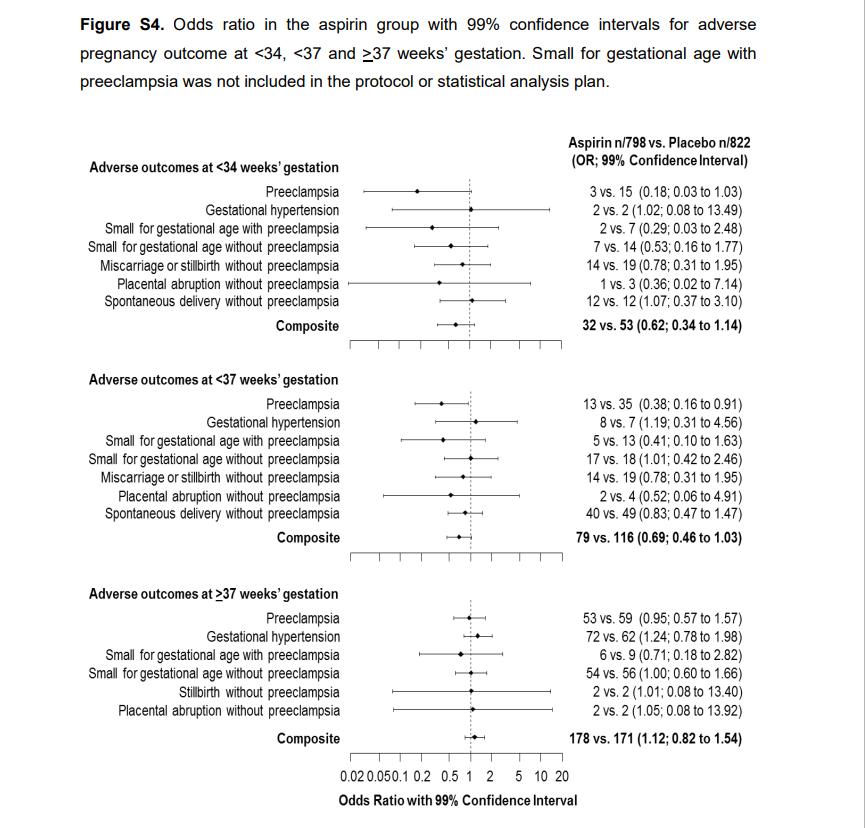 Figure S4. Odds ratio in the aspirin group with 99% confidence intervals for adverse
pregnancy outcome at <34, <37 and ≥37 weeks' gestation. Small for gestational age with
preeclampsia was not included in the protocol or statistical analysis plan.
Aspirin n/798 vs. Placebo n/822
(OR; 99% Confidence Interval)
Adverse outcomes at <34 weeks' gestation
Preeclampsia 3 vs. 15 (0.18; 0.03 to 1.03)
Gestational hypertension 2 vs. 2 (1.02; 0.08 to 13.49)
Small for gestational age with preeclampsia 2 vs. 7 (0.29; 0.03 to 2.48)
Small for gestational age without preeclampsia 7 vs. 14 (0.53; 0.16 to 1.77)
Miscarriage or stillbirth without preeclampsia 14 vs. 19 (0.78; 0.31 to 1.95)
Placental abruption without preeclampsia 1 vs. 3 (0.36; 0.02 to 7.14)
Spontaneous delivery without preeclampsia 12 vs. 12 (1.07; 0.37 to 3.10)
Composite 32 vs. 53 (0.62; 0.34 to 1.14)
Adverse outcomes at <37 weeks' gestation
Preeclampsia 13 vs. 35 (0.38; 0.16 to 0.91)
Gestational hypertension 8 vs. 7 (1.19; 0.31 to 4.56)
Small for gestational age with preeclampsia 5 vs. 13 (0.41; 0.10 to 1.63)
Small for gestational age without preeclampsia 17 vs. 18 (1.01; 0.42 to 2.46)
Miscarriage or stillbirth without preeclampsia 14 vs. 19 (0.78; 0.31 to 1.95)
Placental abruption without preeclampsia 2 vs. 4 (0.52; 0.06 to 4.91)
Spontaneous delivery without preeclampsia 40 vs. 49 (0.83; 0.47 to 1.47)
Composite 79 vs. 116 (0.69; 0.46 to 1.03)
Adverse outcomes at ≥37 weeks' gestation
Preeclampsia 53 vs. 59 (0.95; 0.57 to 1.57)
Gestational hypertension 72 vs. 62 (1.24; 0.78 to 1.98)
Small for gestational age with preeclampsia 6 vs. 9 (0.71; 0.18 to 2.82)
Small for gestational age without preeclampsia 54 vs. 56 (1.00; 0.60 to 1.66)
Stillbirth without preeclampsia 2 vs. 2 (1.01; 0.08 to 13.40)
Placental abruption without preeclampsia 2 vs. 2 (1.05; 0.08 to 13.92)
Composite 178 vs. 171 (1.12; 0.82 to 1.54)
0.02 0.05 0.1 0.2 0.5 1 2 5 10 20
Odds Ratio with 99% Confidence Interval